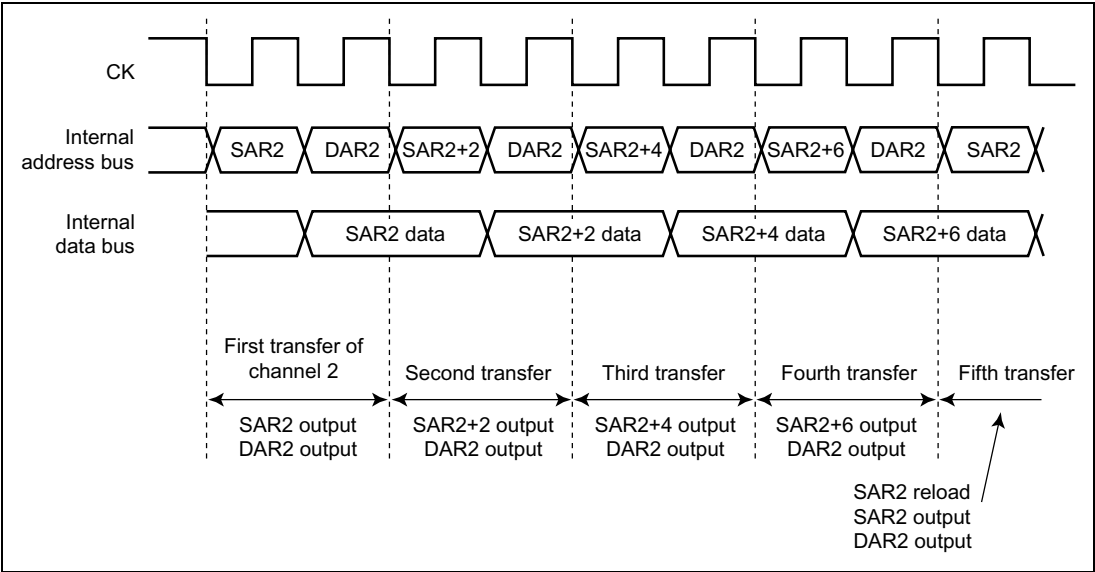 CK
Internal
address bus
SAR2 DAR2 SAR2+2 DAR2 SAR2+4 DAR2 SAR2+6 DAR2 SAR2
Internal
data bus
SAR2 data SAR2+2 data SAR2+4 data SAR2+6 data
First transfer of
channel 2
Second transfer
Third transfer
Fourth transfer
Fifth transfer
SAR2 output
DAR2 output
SAR2+2 output
DAR2 output
SAR2+4 output
DAR2 output
SAR2+6 output
DAR2 output
SAR2 reload
SAR2 output
DAR2 output